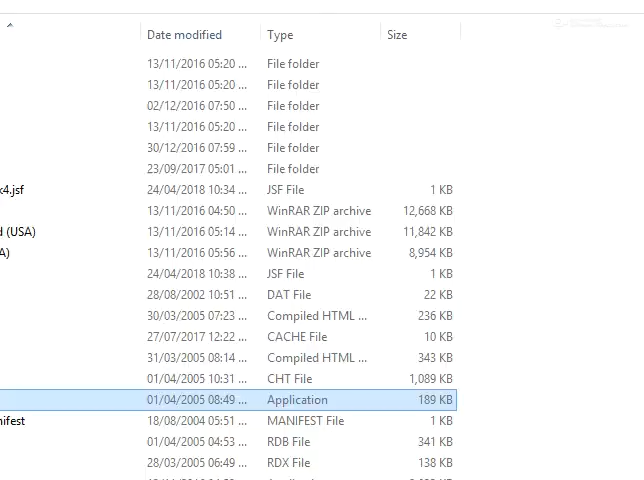 Date modified Type Size
13/11/2016 05:20 ... File folder
13/11/2016 05:20 ... File folder
02/12/2016 07:50 ... File folder
13/11/2016 05:20 ... File folder
30/12/2016 07:59 ... File folder
23/09/2017 05:01 ... File folder
k4.jsf 24/04/2018 10:34 ... JSF File 1 KB
13/11/2016 04:50 ... WinRAR ZIP archive 12,668 KB
d (USA) 13/11/2016 05:14 ... WinRAR ZIP archive 11,842 KB
A) 13/11/2016 05:56 ... WinRAR ZIP archive 8,954 KB
24/04/2018 10:38 ... JSF File 1 KB
28/08/2002 10:51 ... DAT File 22 KB
30/03/2005 07:23 ... Compiled HTML ... 236 KB
27/07/2017 12:22 ... CACHE File 10 KB
31/03/2005 08:14 ... Compiled HTML ... 343 KB
01/04/2005 10:31 ... CHT File 1,089 KB
01/04/2005 08:49 ... Application 189 KB
nifest 18/08/2004 05:51 ... MANIFEST File 1 KB
01/04/2005 04:53 ... RDB File 341 KB
28/03/2005 06:49 ... RDX File 138 KB